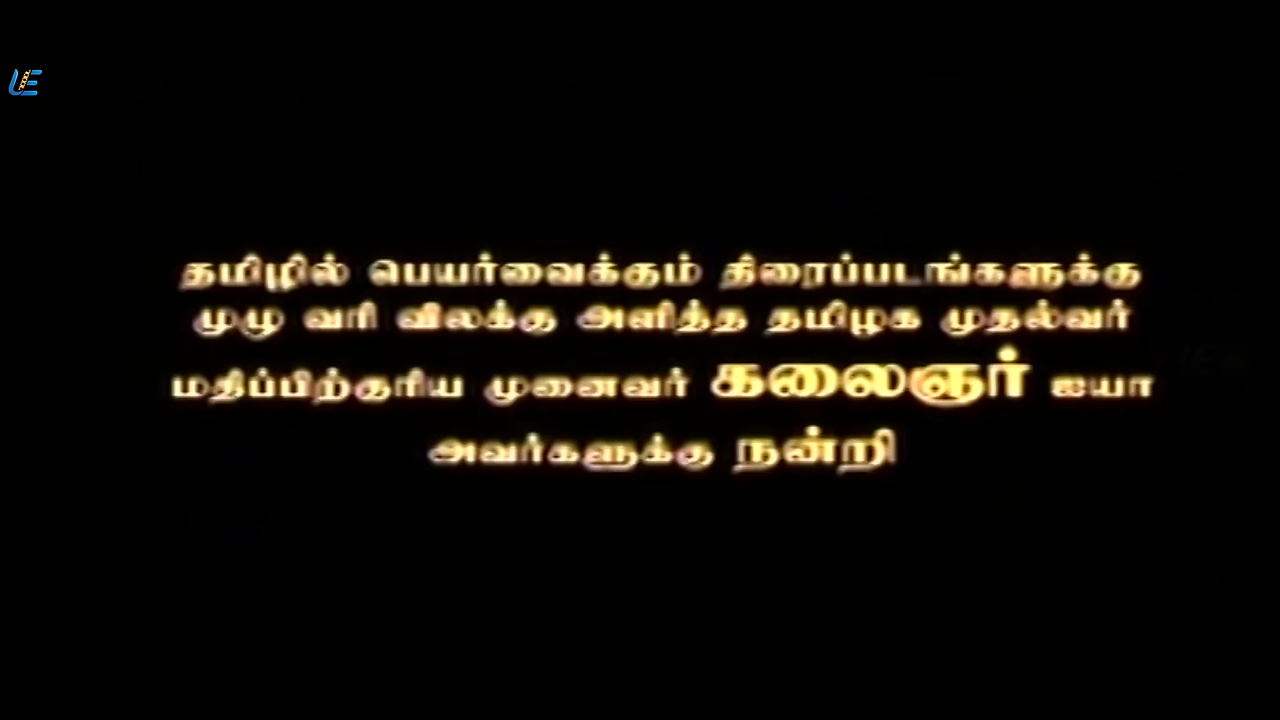 தமிழில் பெயர்வைக்கும் திரைப்படங்களுக்கு
முழு வரி விலக்கு அளித்த தமிழக முதல்வர்
மதிப்பிற்குரிய முனைவர் கலைஞர் ஐயா
அவர்களுக்கு நன்றி